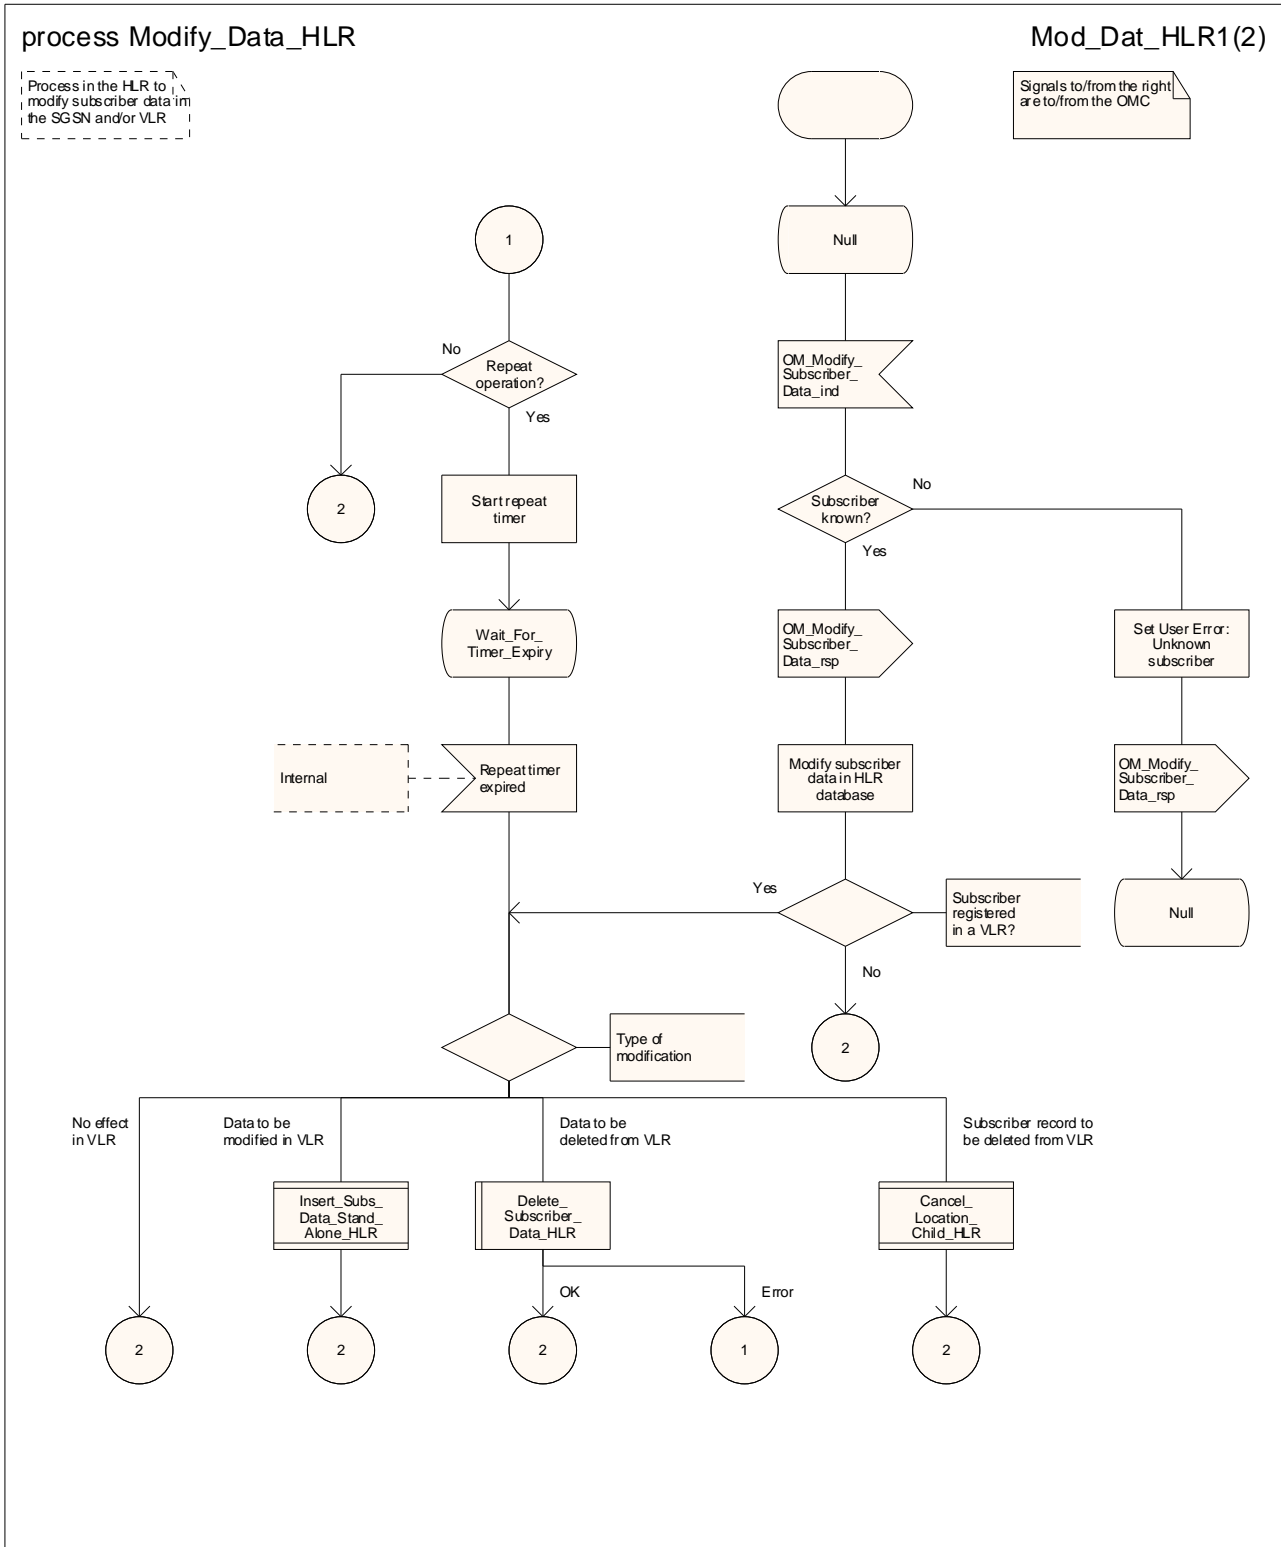 process Modify_Data_HLR
Mod_Dat_HLR1(2)
Process in the HLR to
modify subscriber data in
the SGSN and/or VLR
Signals to/from the right
are to/from the OMC
1
Null
No
Repeat
operation?
Yes
OM_Modify_
Subscriber_
Data_ind
2
Start repeat
timer
Subscriber
known?
No
Yes
Wait_For_
Timer_Expiry
OM_Modify_
Subscriber_
Data_rsp
Set User Error:
Unknown
subscriber
Internal
Repeat timer
expired
Modify subscriber
data in HLR
database
OM_Modify_
Subscriber_
Data_rsp
Yes
Subscriber
registered
in a VLR?
Null
No
Type of
modification
2
No effect
in VLR
Data to be
modified in VLR
Data to be
deleted from VLR
Subscriber record to
be deleted from VLR
Insert_Subs_
Data_Stand_
Alone_HLR
Delete_
Subscriber_
Data_HLR
Cancel_
Location_
Child_HLR
OK
Error
2
2
2
1
2